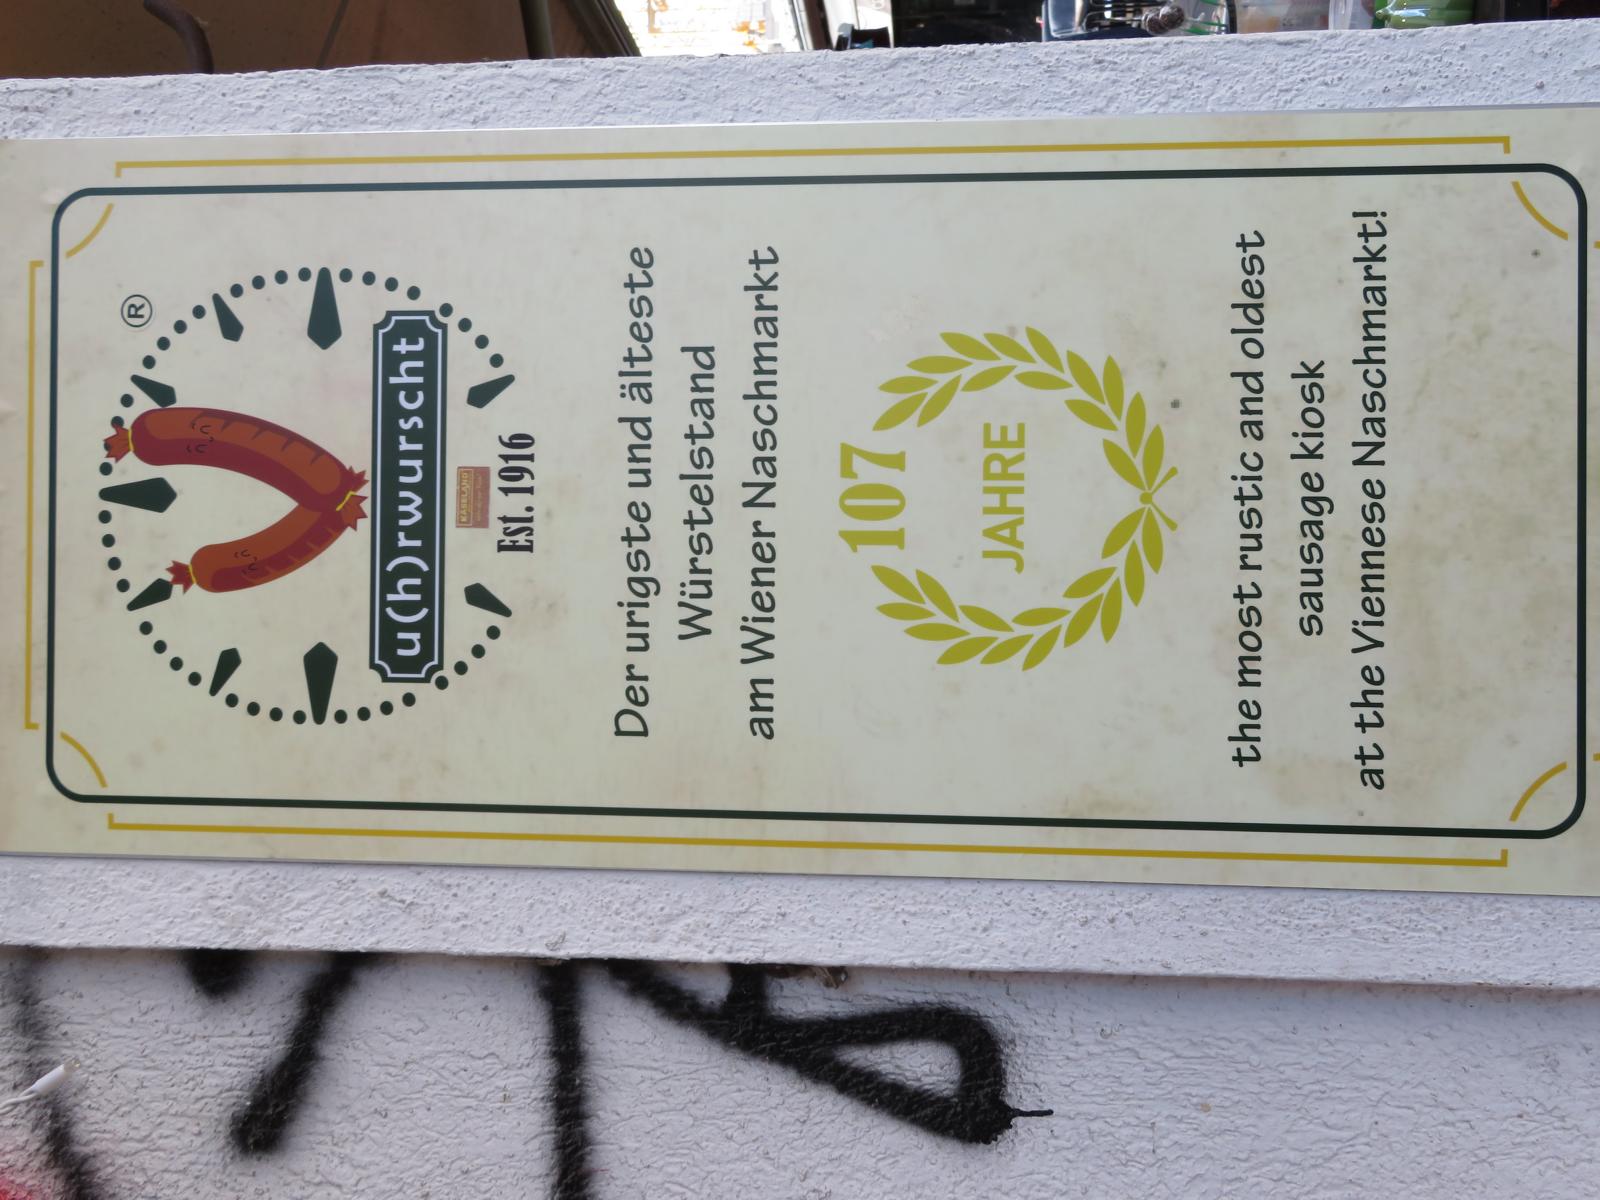 ®
u(h)rwurscht
KÄSELAND
Est. 1916
Der urigste und älteste
Würstelstand
am Wiener Naschmarkt
107
JAHRE
the most rustic and oldest
sausage kiosk
at the Viennese Naschmarkt!